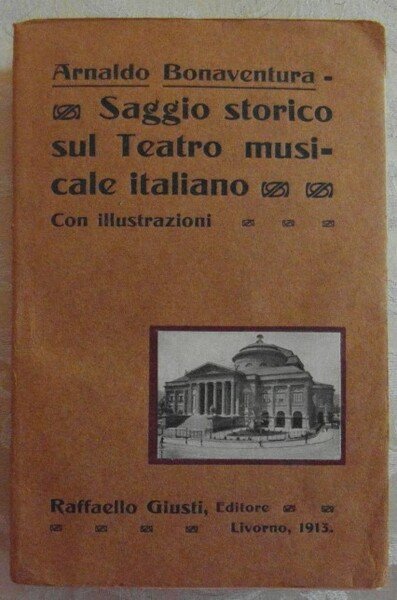 Arnaldo Bonaventura -
Saggio storico
sul Teatro musi-
cale italiano
Con illustrazioni
Raffaello Giusti, Editore
Livorno, 1913.